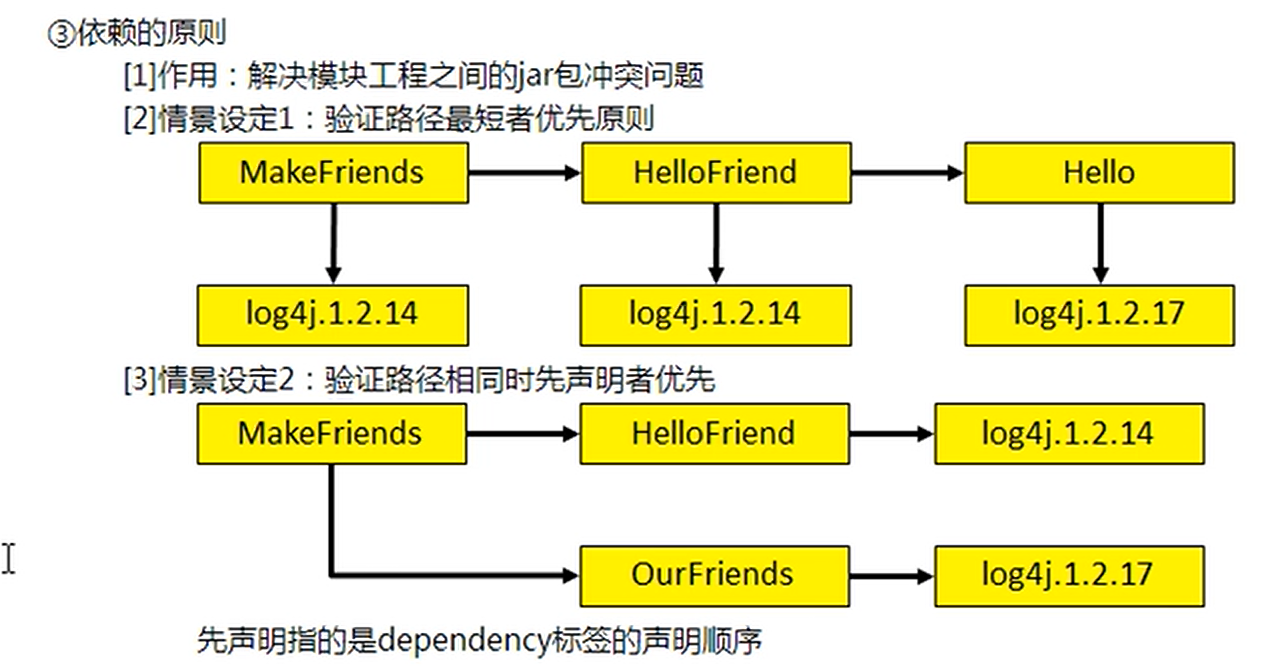 ③依赖的原则
[1]作用：解决模块工程之间的jar包冲突问题
[2]情景设定1：验证路径最短者优先原则
MakeFriends HelloFriend Hello
log4j.1.2.14 log4j.1.2.14 log4j.1.2.17
[3]情景设定2：验证路径相同时先声明者优先
MakeFriends HelloFriend log4j.1.2.14
OurFriends log4j.1.2.17
先声明指的是dependency标签的声明顺序